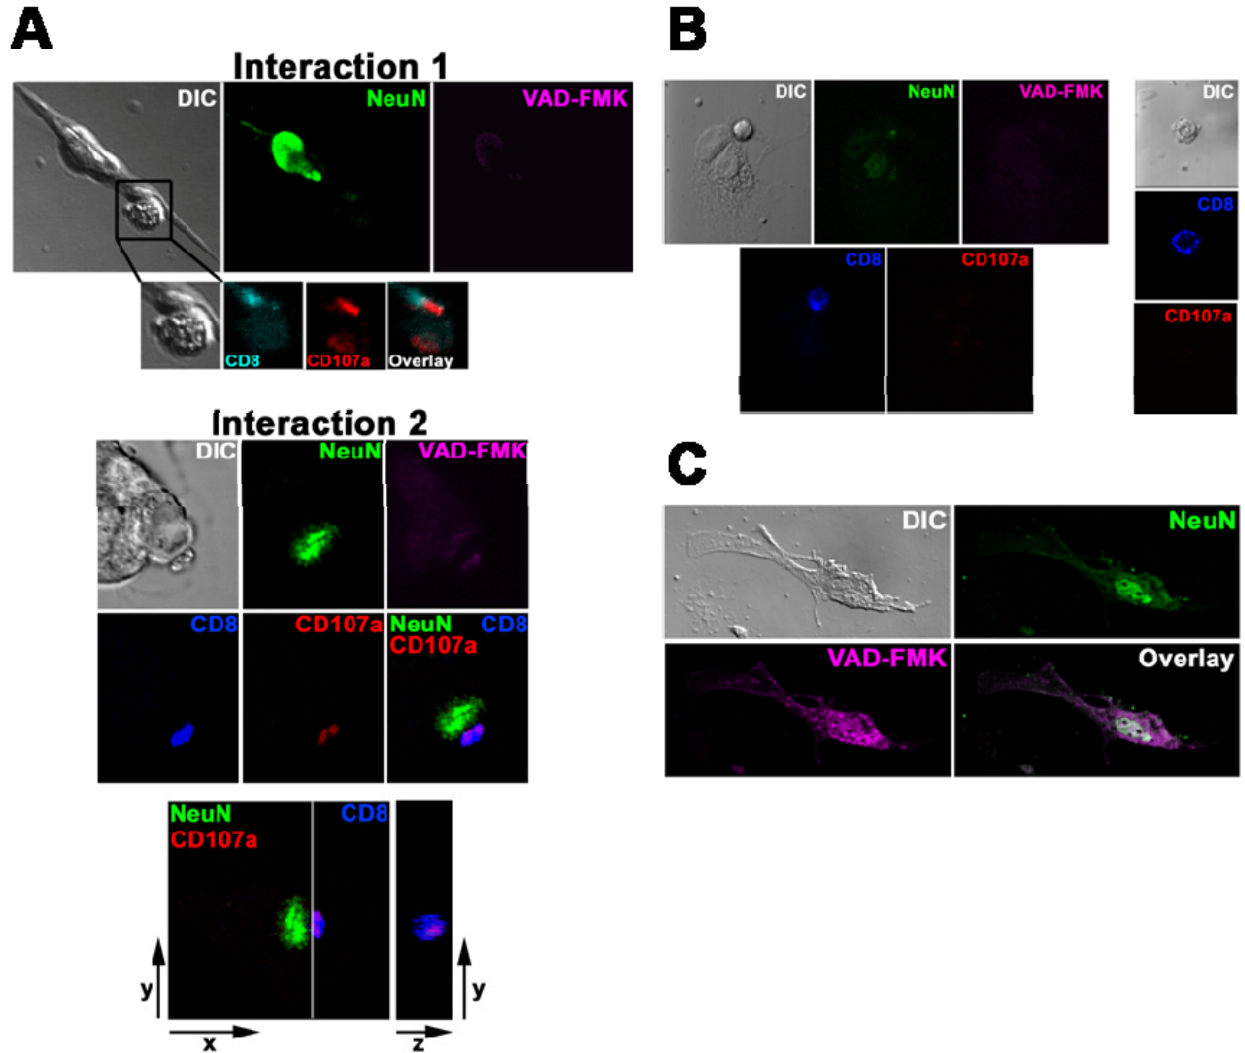 A
Interaction 1
DIC
NeuN
VAD-FMK
CD8
CD107a
Overlay
Interaction 2
DIC
NeuN
VAD-FMK
CD8
CD107a
NeuN CD8
CD107a
NeuN CD8
CD107a
y
x
z
y
B
DIC
NeuN
VAD-FMK
CD8
CD107a
DIC
CD8
CD107a
C
DIC
NeuN
VAD-FMK
Overlay